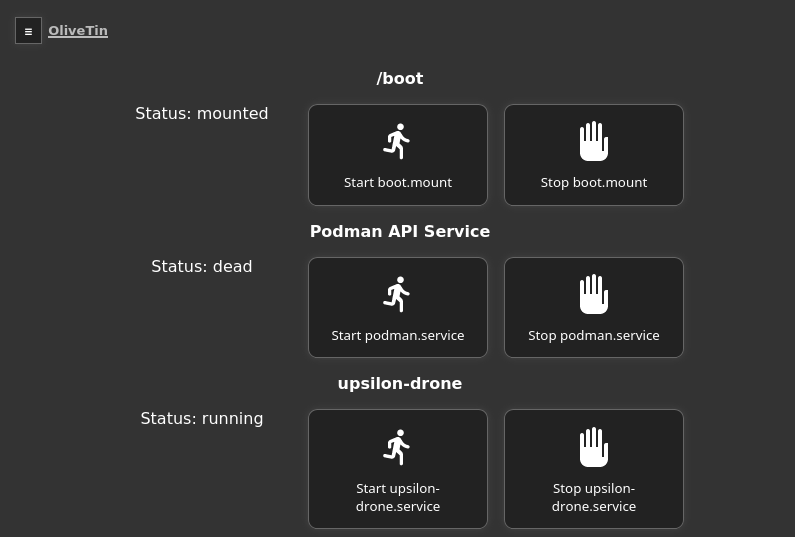 ≡ OliveTin
/boot
Status: mounted
Start boot.mount
Stop boot.mount
Podman API Service
Status: dead
Start podman.service
Stop podman.service
upsilon-drone
Status: running
Start upsilon-
drone.service
Stop upsilon-
drone.service